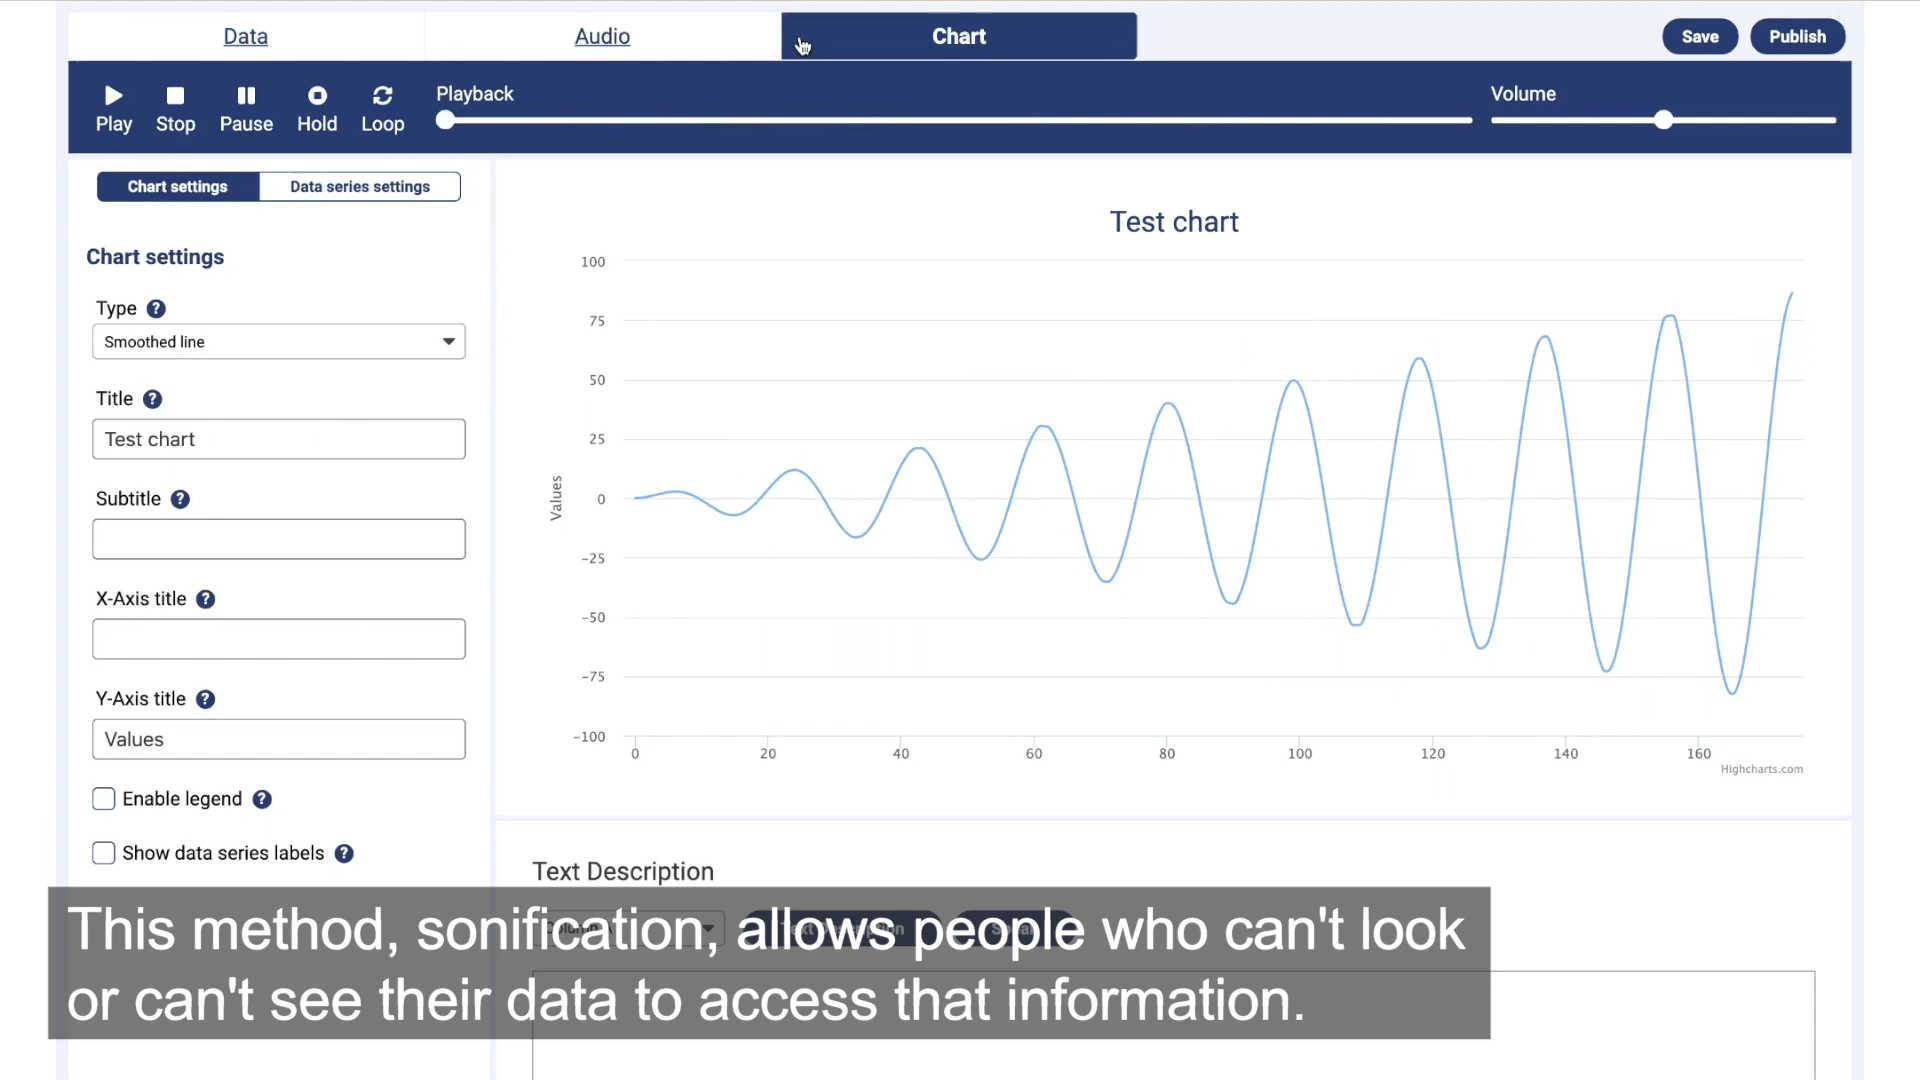 Data
Audio
Chart
Save
Publish
Play
Stop
Pause
Hold
Loop
Playback
Volume
Chart settings
Data series settings
Chart settings
Type ?
Smoothed line
Title ?
Test chart
Subtitle ?
X-Axis title ?
Y-Axis title ?
Values
Enable legend ?
Show data series labels ?
Test chart
Values
100
75
50
25
0
−25
−50
−75
−100
0 20 40 60 80 100 120 140 160
Highcharts.com
Text Description
This method, sonification, allows people who can't look
or can't see their data to access that information.